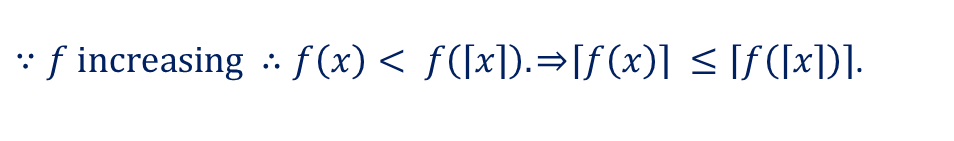 ∵ f increasing ∴ f(x) < f(⌈x⌉).⇒⌈f(x)⌉ ≤ ⌈f(⌈x⌉)⌉.